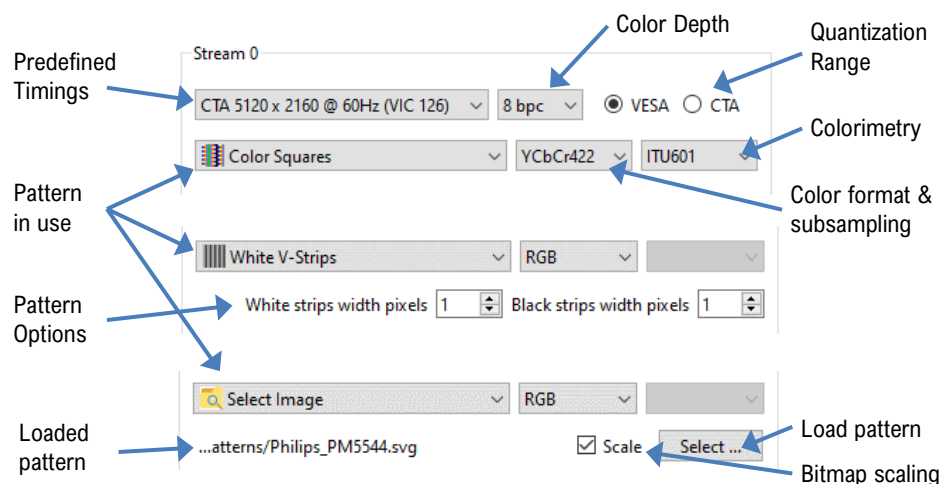 Color Depth
Quantization
Range
Predefined
Timings
Stream 0
CTA 5120 x 2160 @ 60Hz (VIC 126)
8 bpc
VESA
CTA
Colorimetry
Color Squares
YCbCr422
ITU601
Pattern
in use
Color format &
subsampling
White V-Strips
RGB
Pattern
Options
White strips width pixels 1
Black strips width pixels 1
Select Image
RGB
Loaded
pattern
...atterns/Philips_PM5544.svg
Scale
Select ...
Load pattern
Bitmap scaling